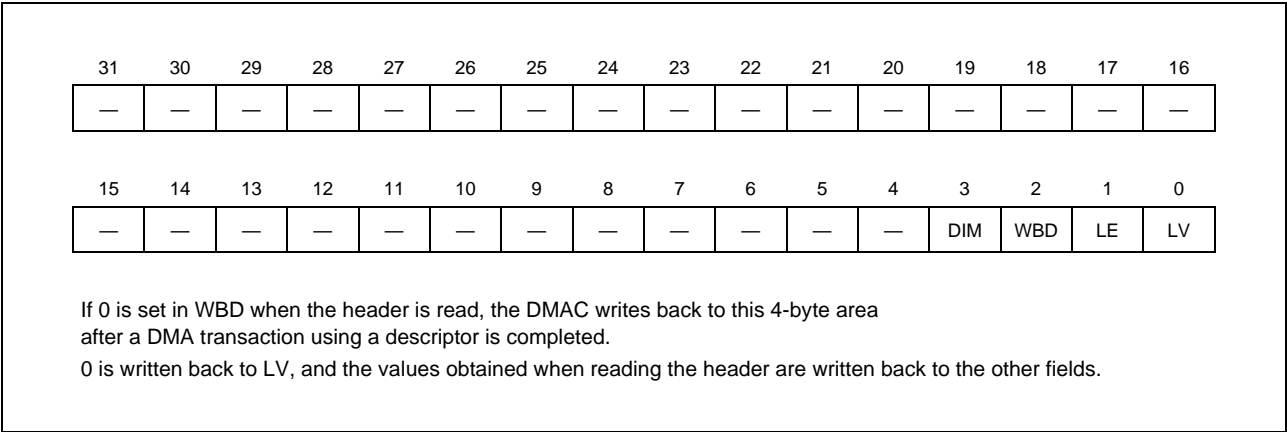 31 30 29 28 27 26 25 24 23 22 21 20 19 18 17 16
— — — — — — — — — — — — — — — —
15 14 13 12 11 10 9 8 7 6 5 4 3 2 1 0
— — — — — — — — — — — — DIM WBD LE LV
If 0 is set in WBD when the header is read, the DMAC writes back to this 4-byte area
after a DMA transaction using a descriptor is completed.
0 is written back to LV, and the values obtained when reading the header are written back to the other fields.